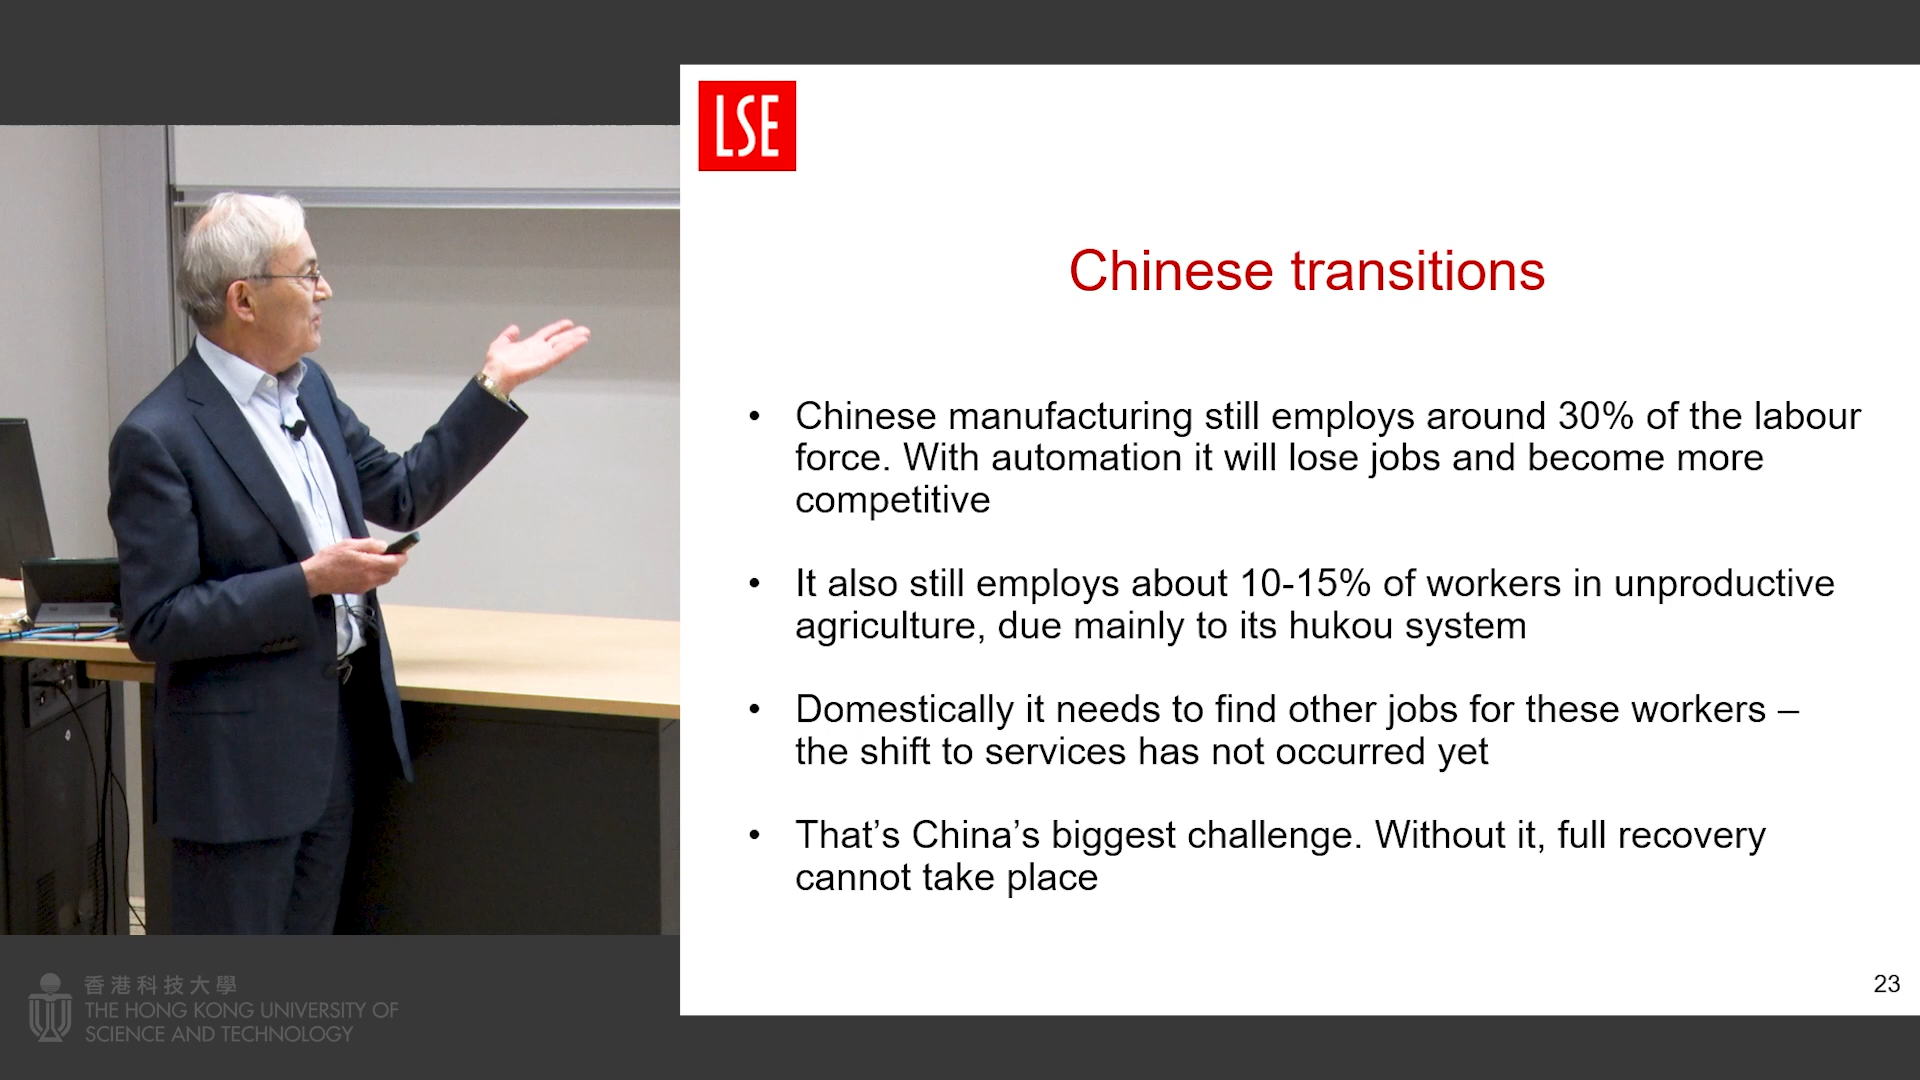 LSE
Chinese transitions
• Chinese manufacturing still employs around 30% of the labour
force. With automation it will lose jobs and become more
competitive
• It also still employs about 10-15% of workers in unproductive
agriculture, due mainly to its hukou system
• Domestically it needs to find other jobs for these workers –
the shift to services has not occurred yet
• That’s China’s biggest challenge. Without it, full recovery
cannot take place
23
香港科技大學
THE HONG KONG UNIVERSITY OF
SCIENCE AND TECHNOLOGY